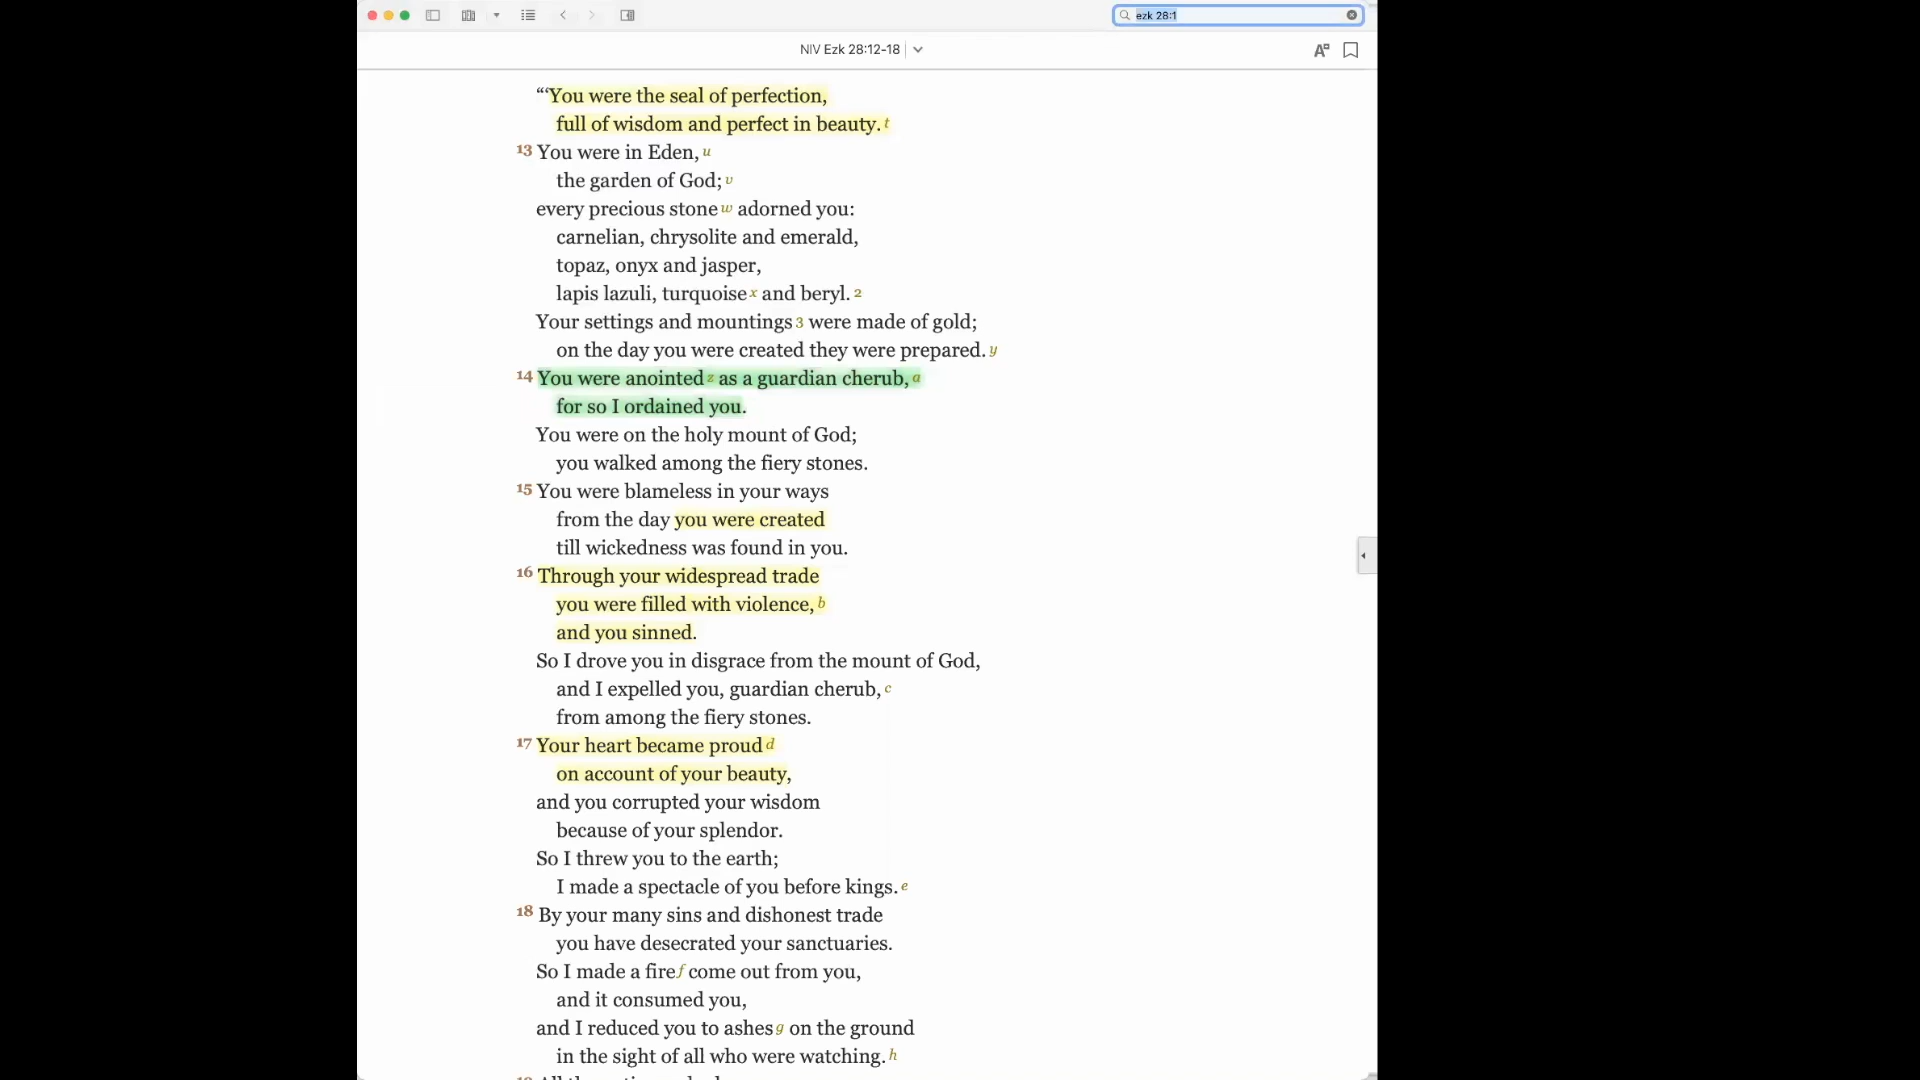 ezk 28:1
NIV Ezk 28:12-18
“‘You were the seal of perfection,
full of wisdom and perfect in beauty. t
13 You were in Eden, u
the garden of God; v
every precious stone w adorned you:
carnelian, chrysolite and emerald,
topaz, onyx and jasper,
lapis lazuli, turquoise x and beryl. 2
Your settings and mountings 3 were made of gold;
on the day you were created they were prepared. y
14 You were anointed z as a guardian cherub, a
for so I ordained you.
You were on the holy mount of God;
you walked among the fiery stones.
15 You were blameless in your ways
from the day you were created
till wickedness was found in you.
16 Through your widespread trade
you were filled with violence, b
and you sinned.
So I drove you in disgrace from the mount of God,
and I expelled you, guardian cherub, c
from among the fiery stones.
17 Your heart became proud d
on account of your beauty,
and you corrupted your wisdom
because of your splendor.
So I threw you to the earth;
I made a spectacle of you before kings. e
18 By your many sins and dishonest trade
you have desecrated your sanctuaries.
So I made a fire f come out from you,
and it consumed you,
and I reduced you to ashes g on the ground
in the sight of all who were watching. h